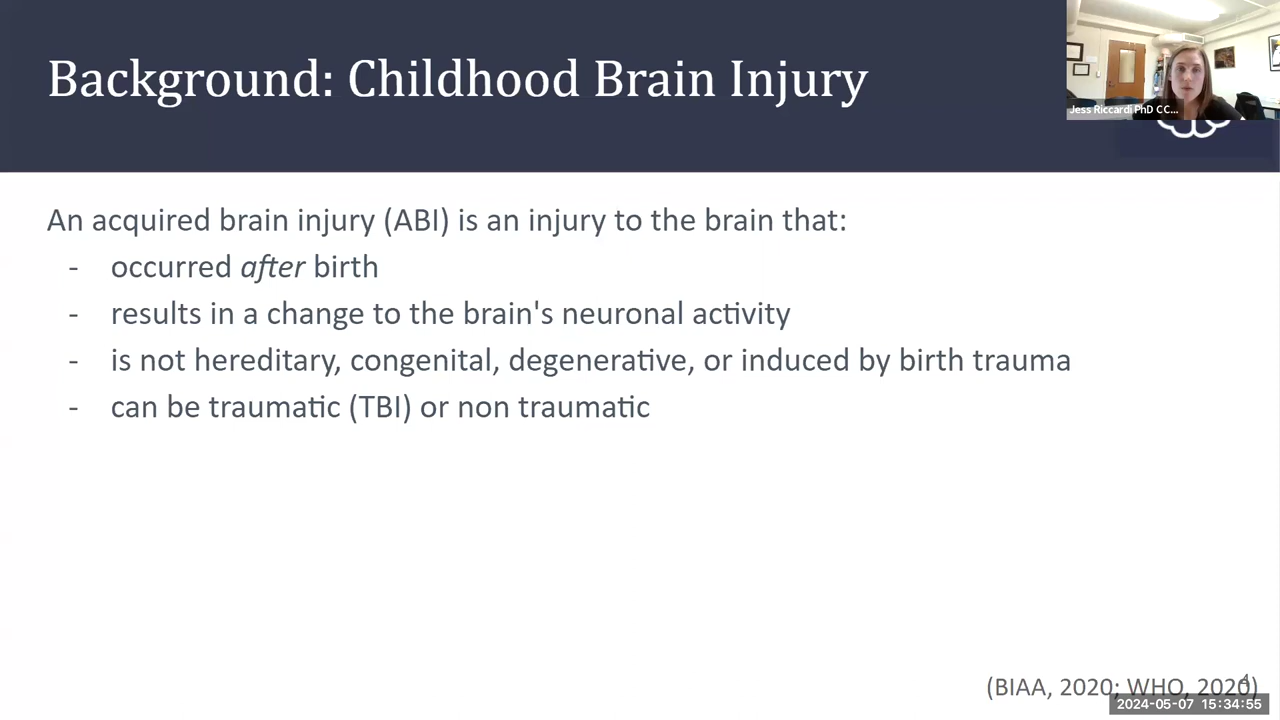 Background: Childhood Brain Injury
Jess Riccardi PhD CC...
An acquired brain injury (ABI) is an injury to the brain that:
- occurred after birth
- results in a change to the brain's neuronal activity
- is not hereditary, congenital, degenerative, or induced by birth trauma
- can be traumatic (TBI) or non traumatic
4
(BIAA, 2020; WHO, 2020)
2024-05-07 15:34:55